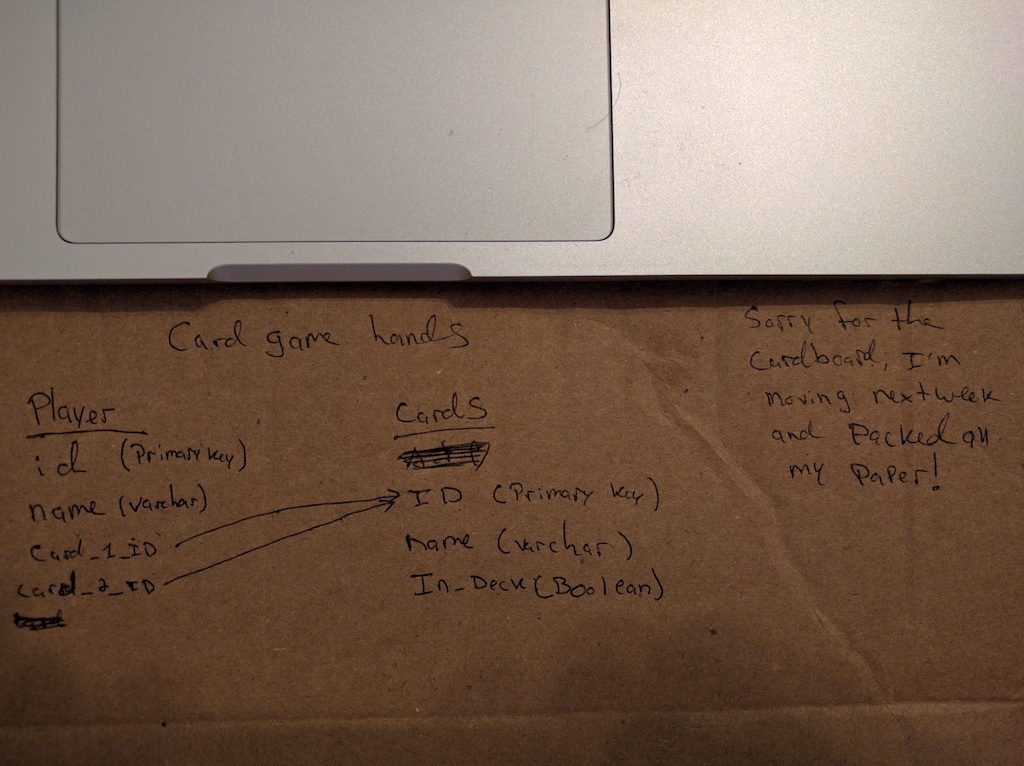 Card game hands
Player
id (Primary key)
name (varchar)
Card_1_ID
card_2_ID
Cards
ID (Primary key)
name (varchar)
In_Deck (Boolean)
Sorry for the
Cardboard, I'm
moving next week
and Packed all
my Paper!